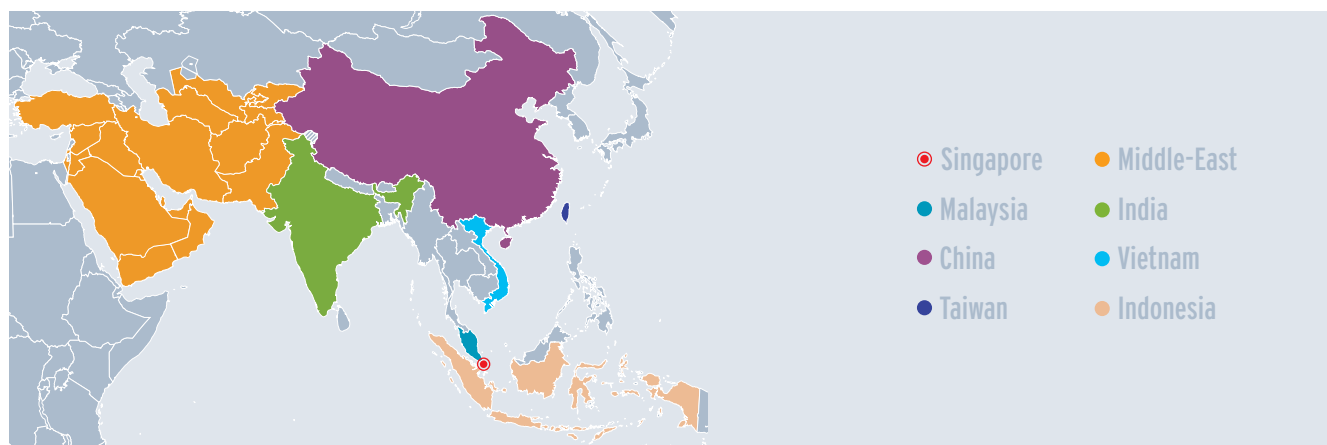 Singapore
Malaysia
China
Taiwan
Middle-East
India
Vietnam
Indonesia